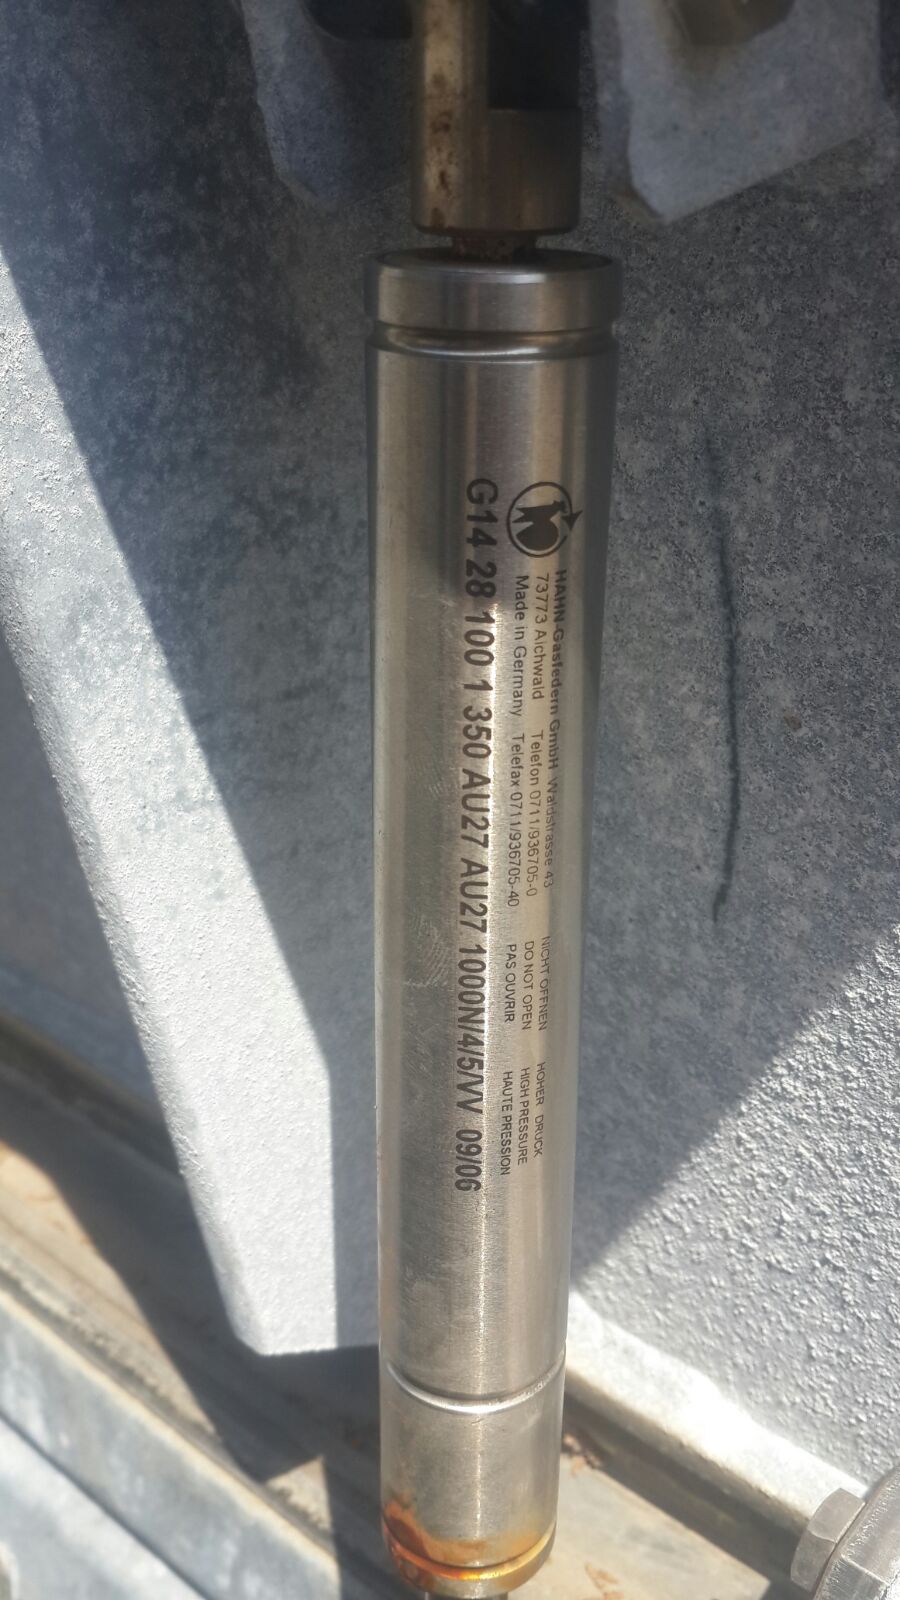 HAHN-Gasfedern GmbH Waldstrasse 43
73773 Aichwald Telefon 0711/936705-0
Made in Germany Telefax 0711/936705-40
NICHT ÖFFNEN
DO NOT OPEN
PAS OUVRIR
HOHER DRUCK
HIGH PRESSURE
HAUTE PRESSION
G14 28 100 1 350 AU27 AU27 1000N/4/5/VV 09/06